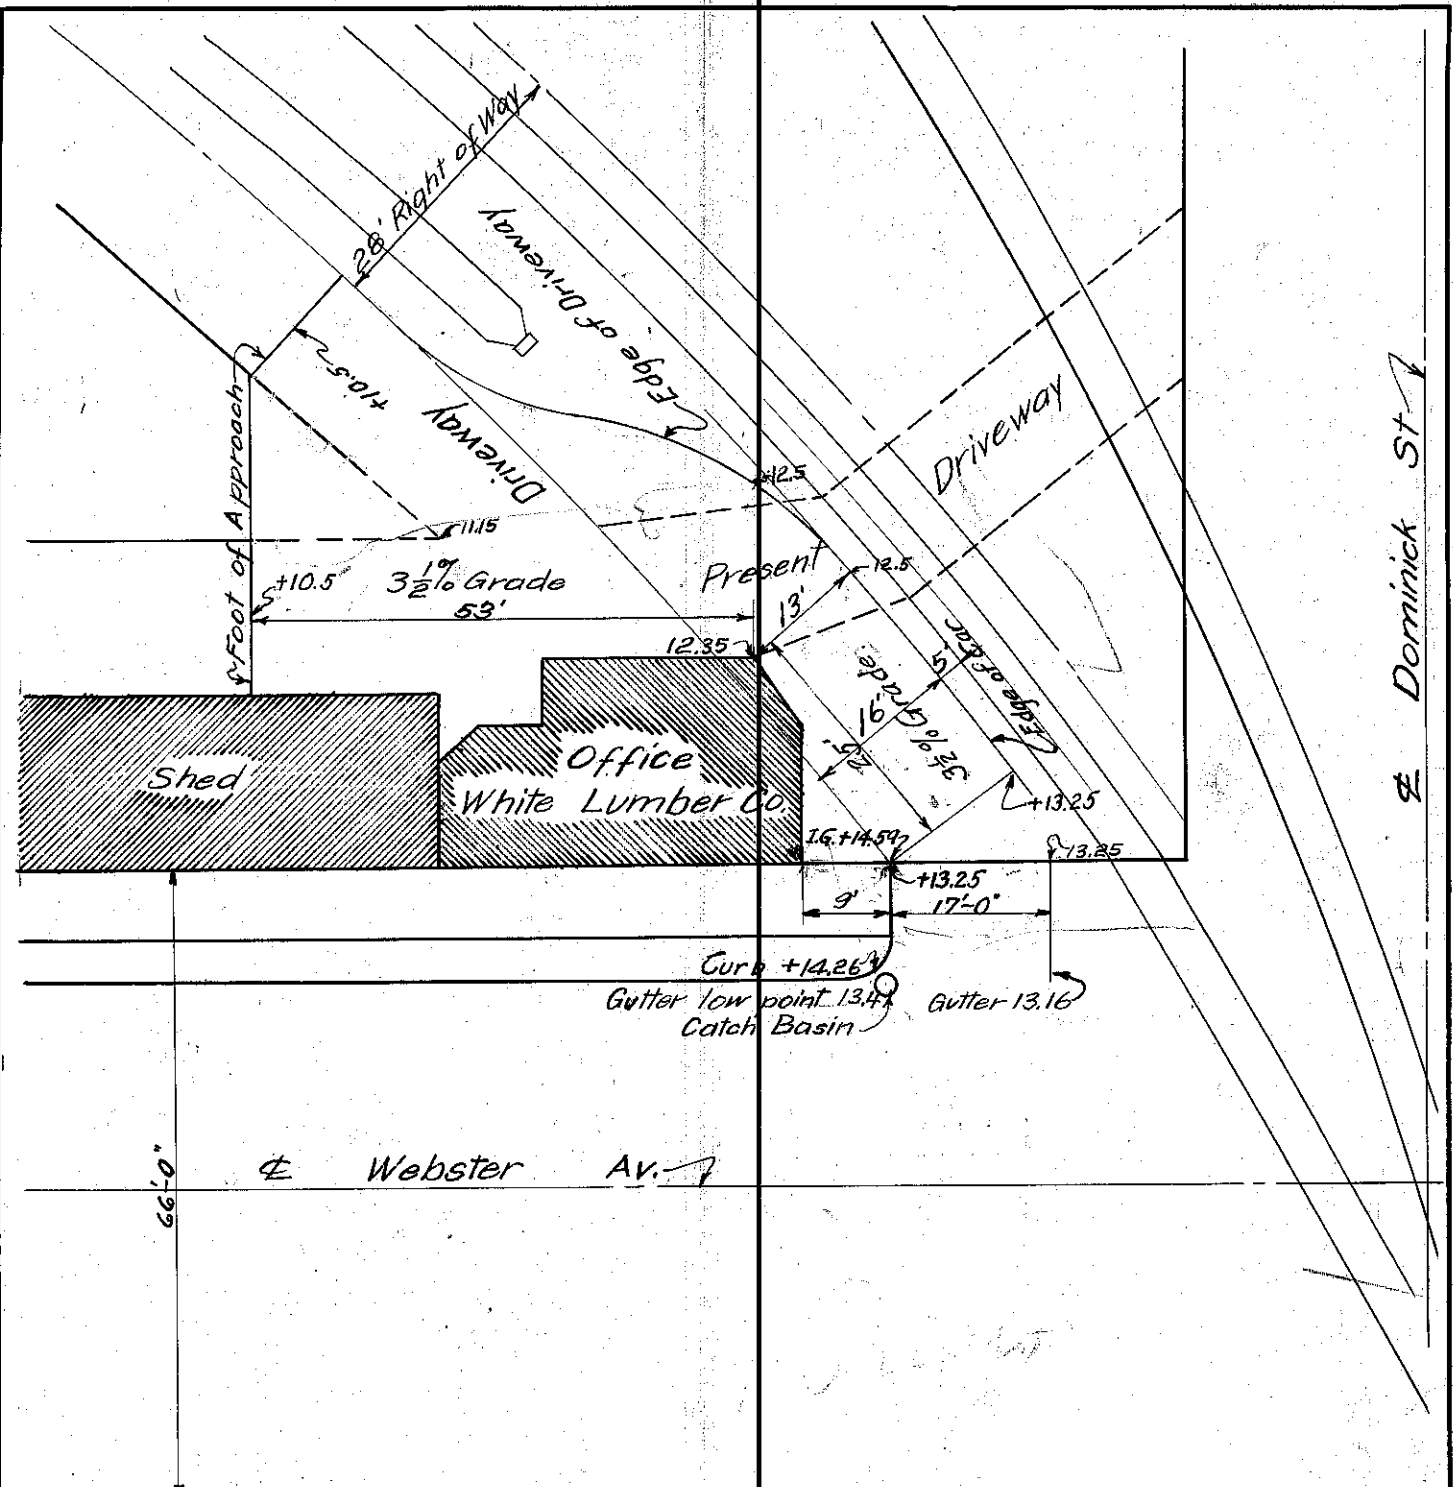 28' Right of Way
Edge of Driveway
+10.5
Driveway
Foot of Approach
+12.5
Driveway
11.15
+10.5
3½% Grade
53'
Present
12.5
13'
12.35
℄ Dominick St.
Shed
Office
White Lumber Co.
25'
16'
5'
3½% Grade
Edge of Car
+13.25
I.G.+14.59
13.25
+13.25
9'
17'-0"
Curb +14.26
Gutter low point 13.41
Gutter 13.16
Catch Basin
66'-0"
℄ Webster Av.